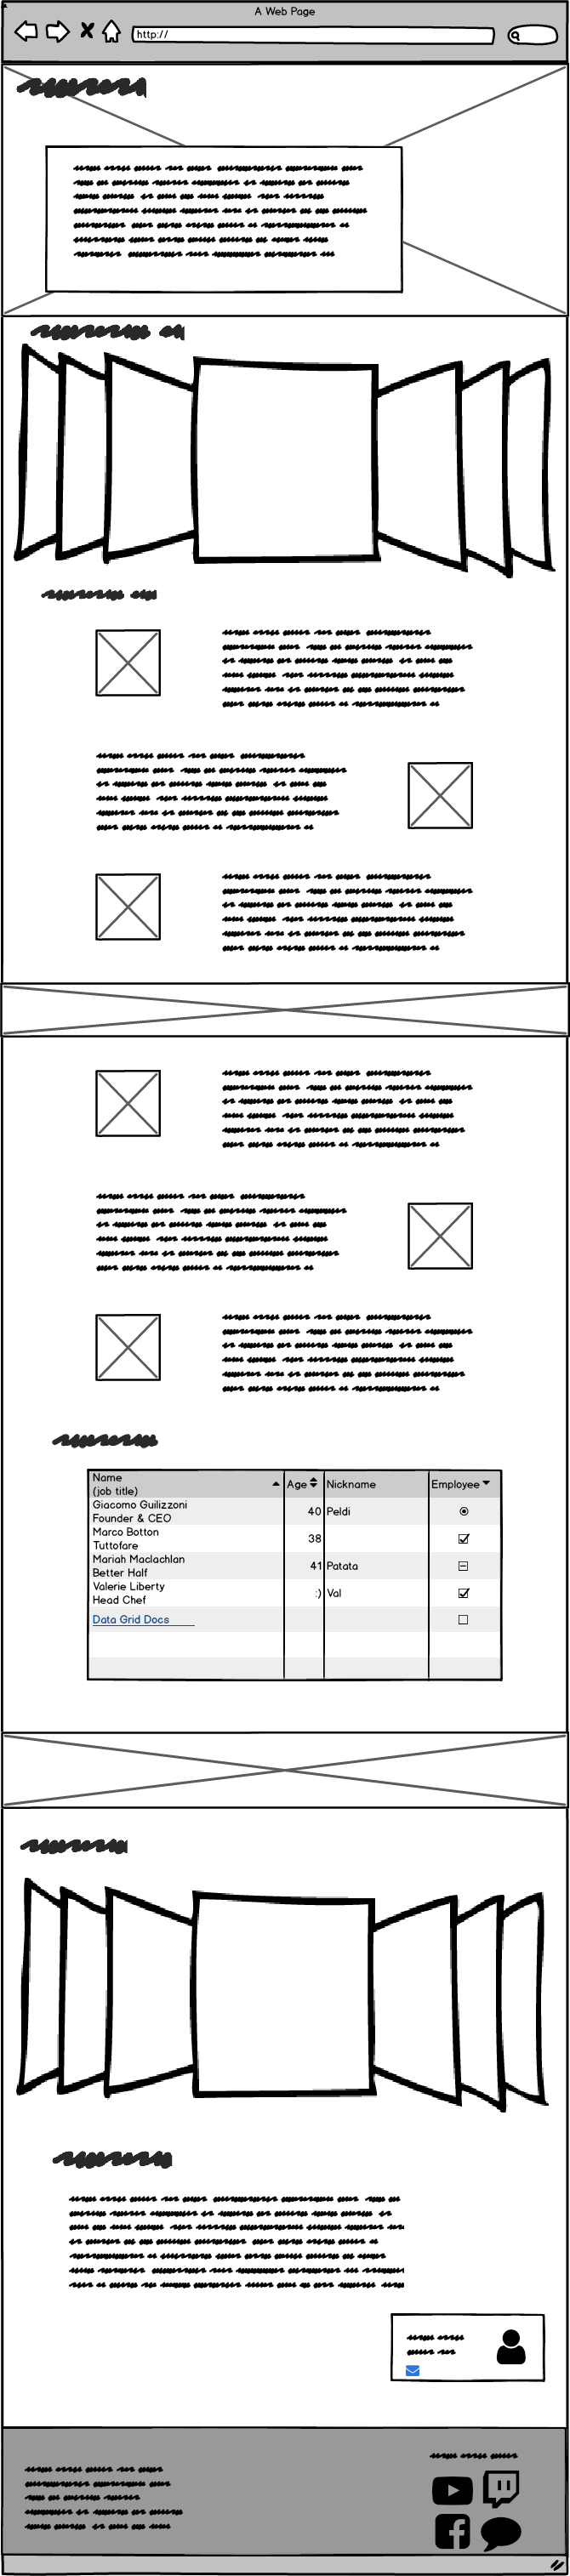 A Web Page
http://
Name
(job title)
Age
Nickname
Employee
Giacomo Guilizzoni
Founder & CEO
40
Peldi
Marco Botton
Tuttofare
38
Mariah Maclachlan
Better Half
41
Patata
Valerie Liberty
Head Chef
:)
Val
Data Grid Docs